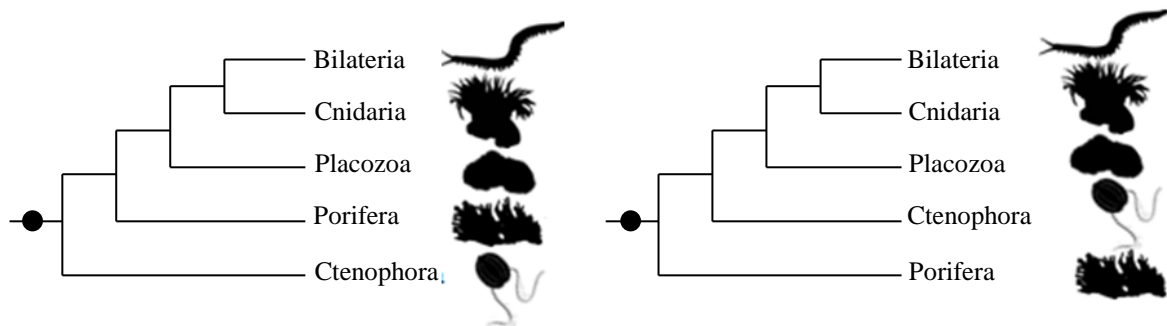 Bilateria
Cnidaria
Placozoa
Porifera
Ctenophora
Bilateria
Cnidaria
Placozoa
Ctenophora
Porifera